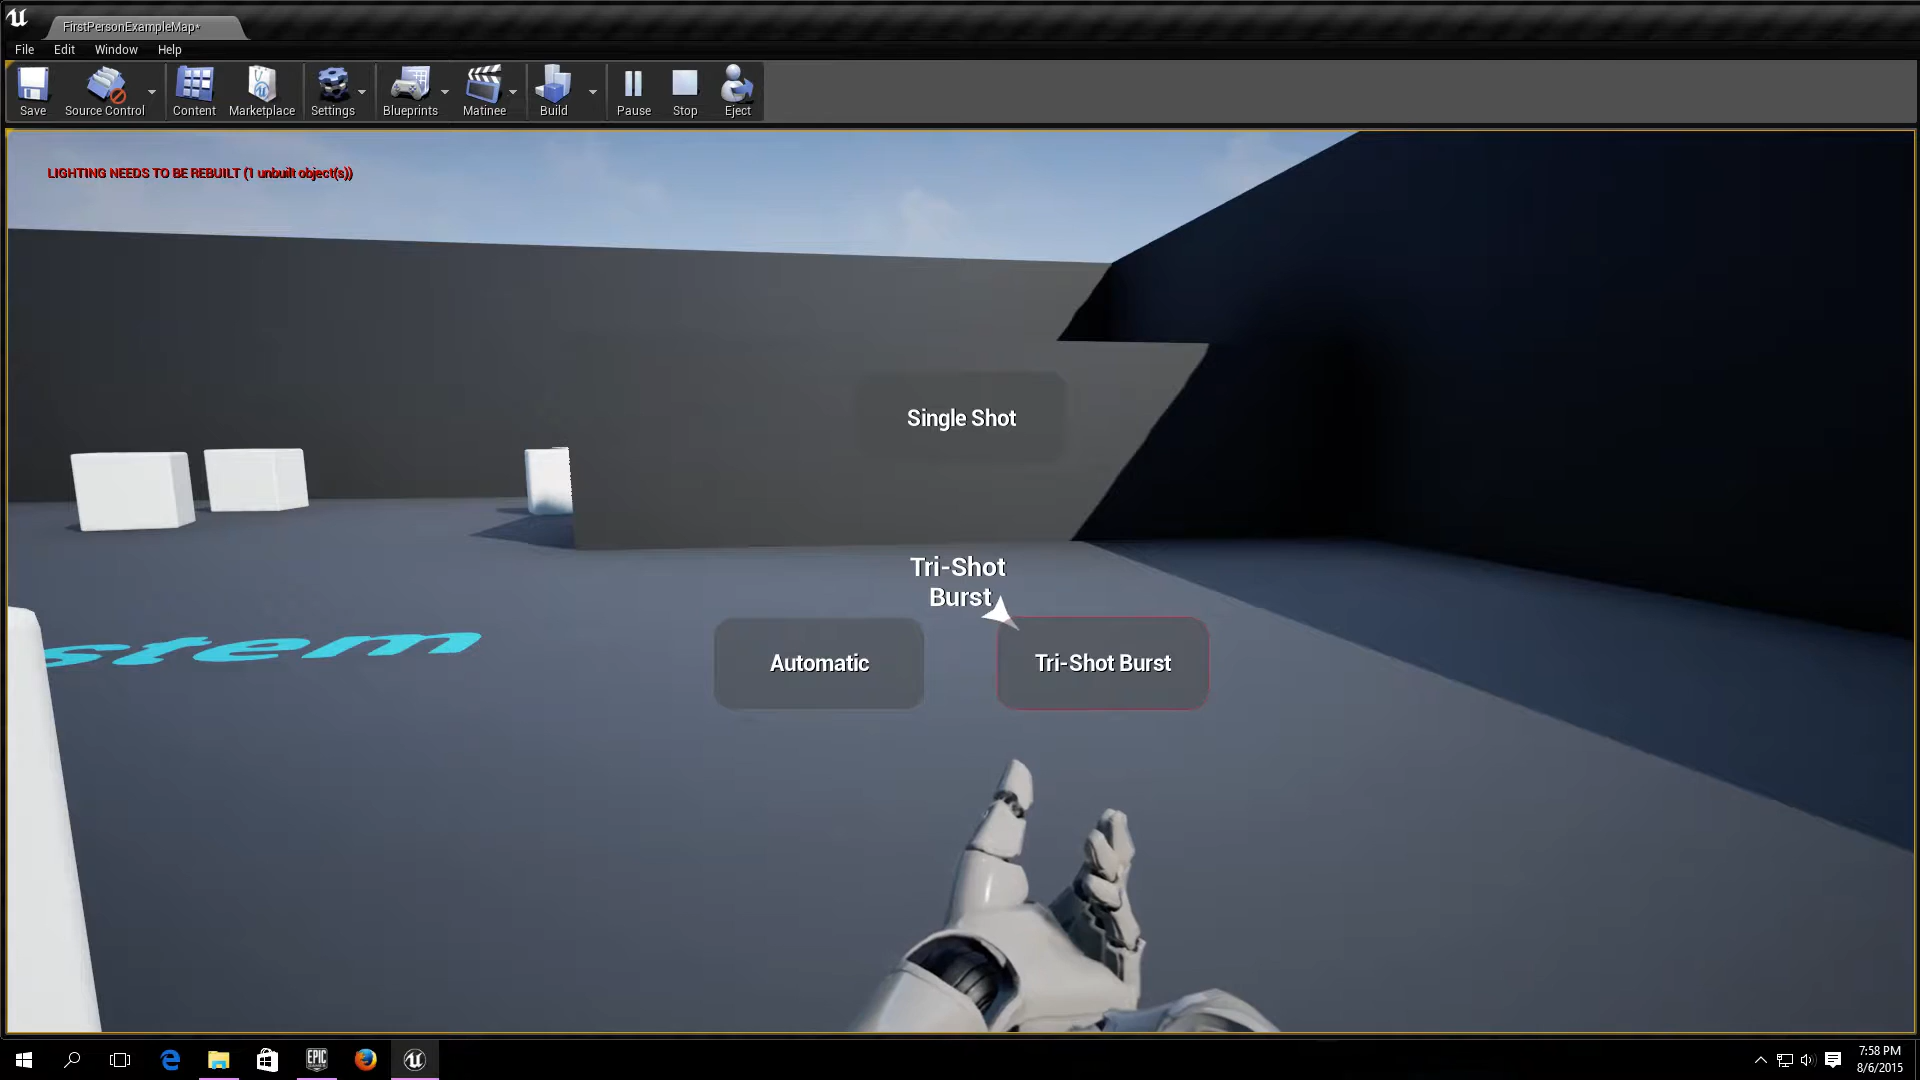 FirstPersonExampleMap*
File Edit Window Help
Save Source Control Content Marketplace Settings Blueprints Matinee Build Pause Stop Eject
LIGHTING NEEDS TO BE REBUILT (1 unbuilt object(s))
Single Shot
Tri-Shot
Burst
stem
Automatic
Tri-Shot Burst
EPIC
GAMES
7:58 PM
8/6/2015